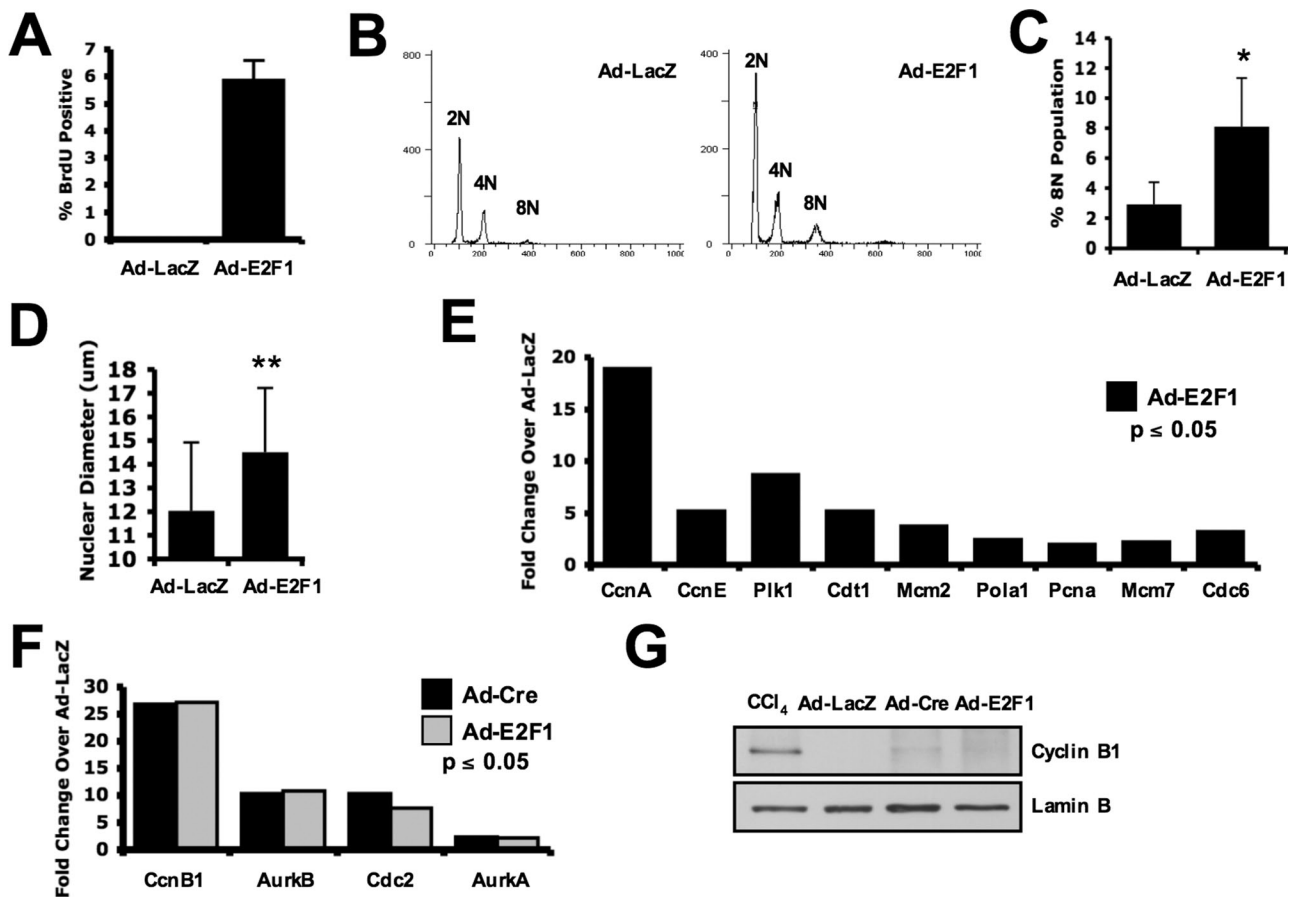 A
% BrdU Positive
7
6
5
4
3
2
1
0
Ad-LacZ Ad-E2F1
B
800
400
0
Ad-LacZ
2N
4N
8N
0 200 400 600 800 1000
400
200
0
Ad-E2F1
2N
4N
8N
0 200 400 600 800 1000
C
% 8N Population
14
12
10
8
6
4
2
0
*
Ad-LacZ Ad-E2F1
D
Nuclear Diameter (um)
18
17
16
15
14
13
12
11
10
**
Ad-LacZ Ad-E2F1
E
Fold Change Over Ad-LacZ
20
15
10
5
0
Ad-E2F1
p ≤ 0.05
CcnA CcnE Plk1 Cdt1 Mcm2 Pola1 Pcna Mcm7 Cdc6
F
Fold Change Over Ad-LacZ
30
25
20
15
10
5
0
Ad-Cre
Ad-E2F1
p ≤ 0.05
CcnB1 AurkB Cdc2 AurkA
G
CCl4 Ad-LacZ Ad-Cre Ad-E2F1
Cyclin B1
Lamin B